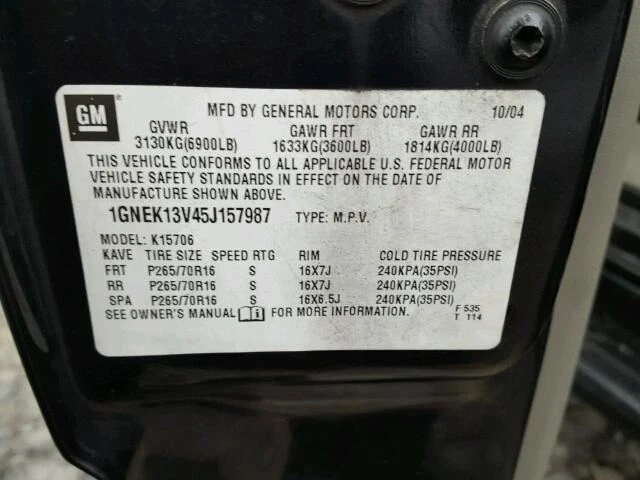 GM
MFD BY GENERAL MOTORS CORP. 10/04
GVWR GAWR FRT GAWR RR
3130KG(6900LB) 1633KG(3600LB) 1814KG(4000LB)
THIS VEHICLE CONFORMS TO ALL APPLICABLE U.S. FEDERAL MOTOR
VEHICLE SAFETY STANDARDS IN EFFECT ON THE DATE OF
MANUFACTURE SHOWN ABOVE.
1GNEK13V45J157987 TYPE: M.P.V.
MODEL: K15706
KAVE TIRE SIZE SPEED RTG RIM COLD TIRE PRESSURE
FRT P265/70R16 S 16X7J 240KPA(35PSI)
RR P265/70R16 S 16X7J 240KPA(35PSI)
SPA P265/70R16 S 16X6.5J 240KPA(35PSI)
SEE OWNER'S MANUAL i FOR MORE INFORMATION. F 535
T 114